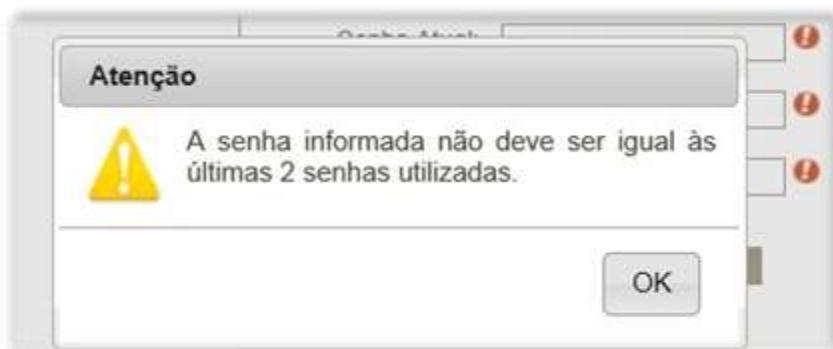 Atenção
A senha informada não deve ser igual às
últimas 2 senhas utilizadas.
OK